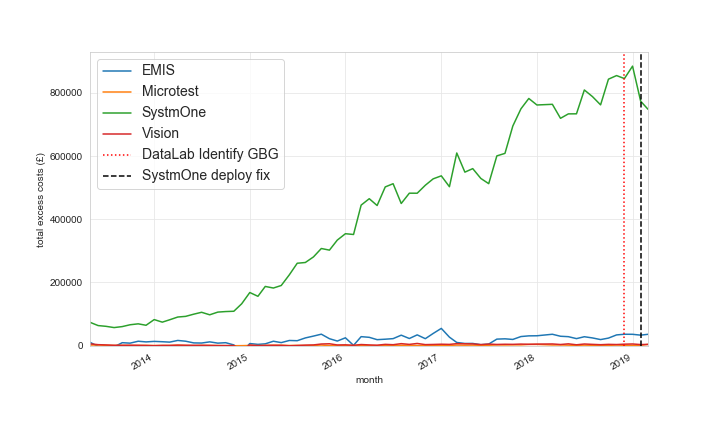 EMIS
Microtest
SystmOne
Vision
DataLab Identify GBG
SystmOne deploy fix
total excess costs (£)
800000
600000
400000
200000
0
2014
2015
2016
2017
2018
2019
month